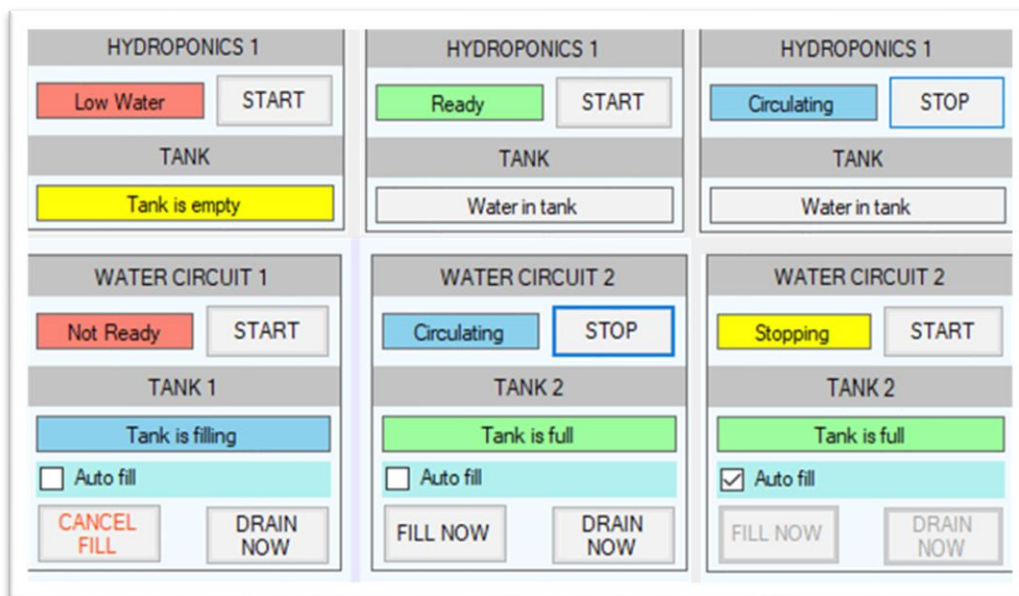 HYDROPONICS 1
Low Water START
TANK
Tank is empty
HYDROPONICS 1
Ready START
TANK
Water in tank
HYDROPONICS 1
Circulating STOP
TANK
Water in tank
WATER CIRCUIT 1
Not Ready START
TANK 1
Tank is filling
Auto fill
CANCEL DRAIN
FILL NOW
WATER CIRCUIT 2
Circulating STOP
TANK 2
Tank is full
Auto fill
FILL NOW DRAIN
NOW
WATER CIRCUIT 2
Stopping START
TANK 2
Tank is full
Auto fill
FILL NOW DRAIN
NOW